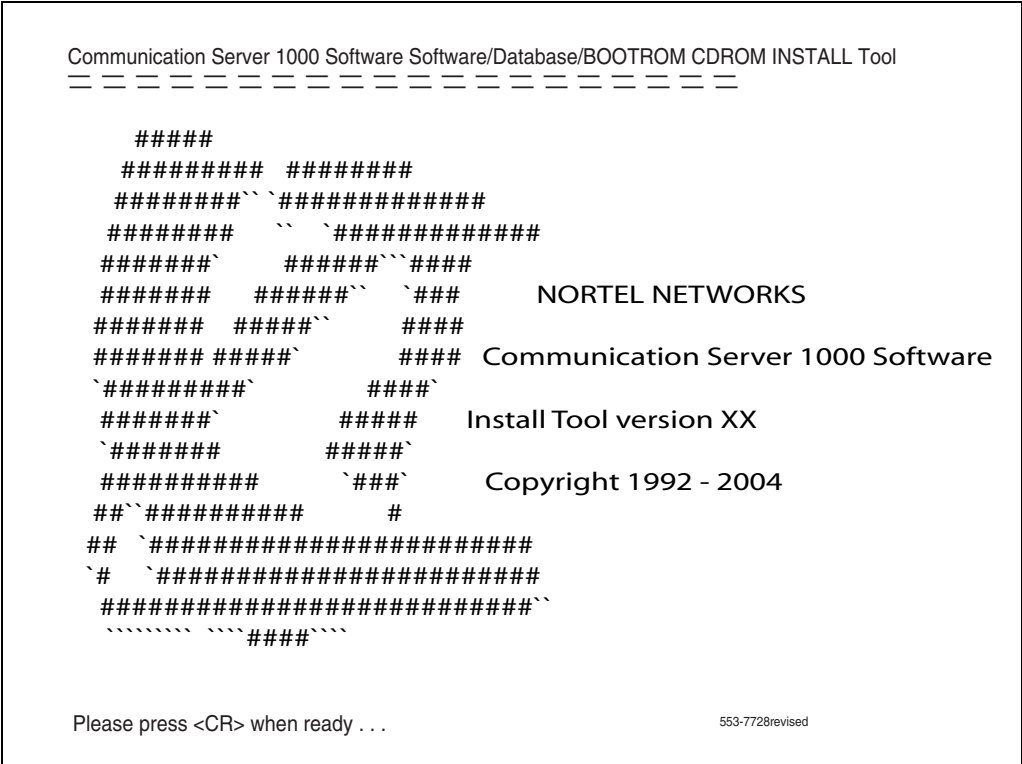 Communication Server 1000 Software Software/Database/BOOTROM CDROM INSTALL Tool
= = = = = = = = = = = = = = = = = = = =
#####
######### ########
########`` `#############
######## `` `#############
#######` ######```####
####### ######`` `### NORTEL NETWORKS
####### #####`` ####
####### #####` #### Communication Server 1000 Software
`#########` ####`
#######` ##### Install Tool version XX
`####### #####`
########## `###` Copyright 1992 - 2004
##``########## #
## `########################
`# `########################
###########################``
````````` ````####````
Please press <CR> when ready . . .
553-7728revised